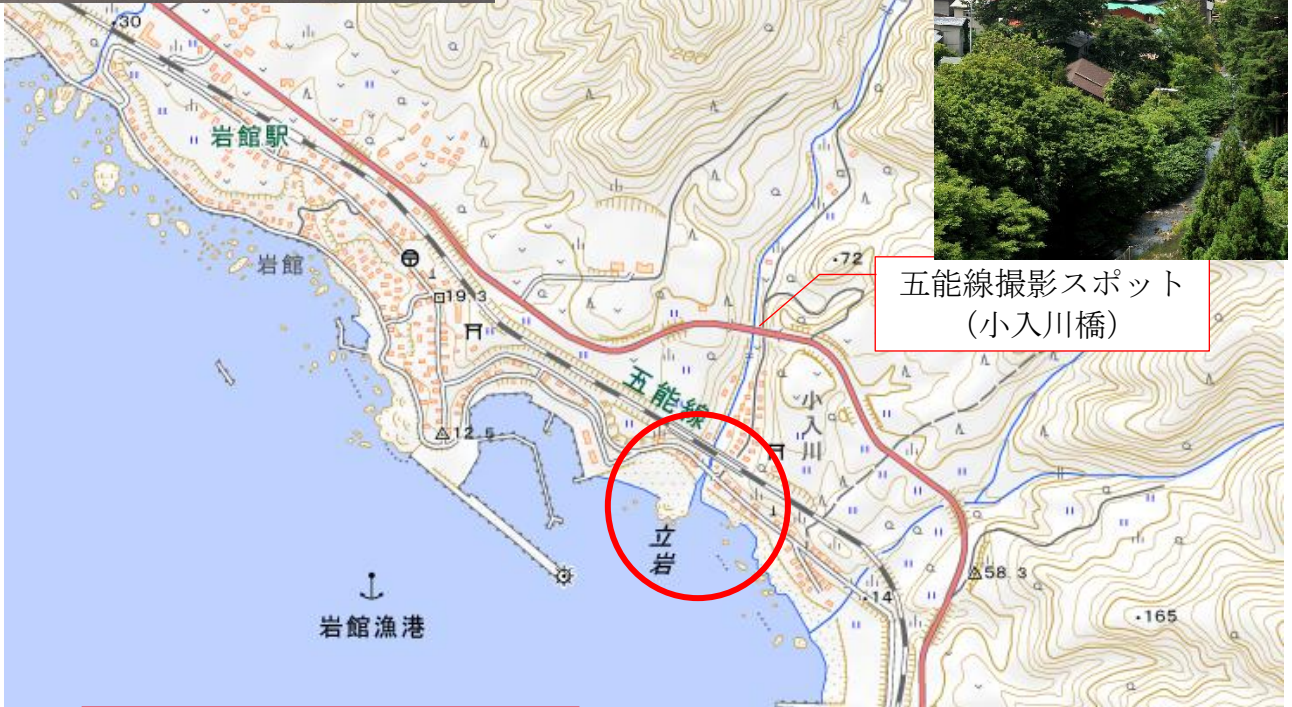 ・30
200
岩館駅
岩館
・72
五能線撮影スポット
（小入川橋）
19.3
五能線
小入川
12.5
立岩
58.3
・14
・165
岩館漁港